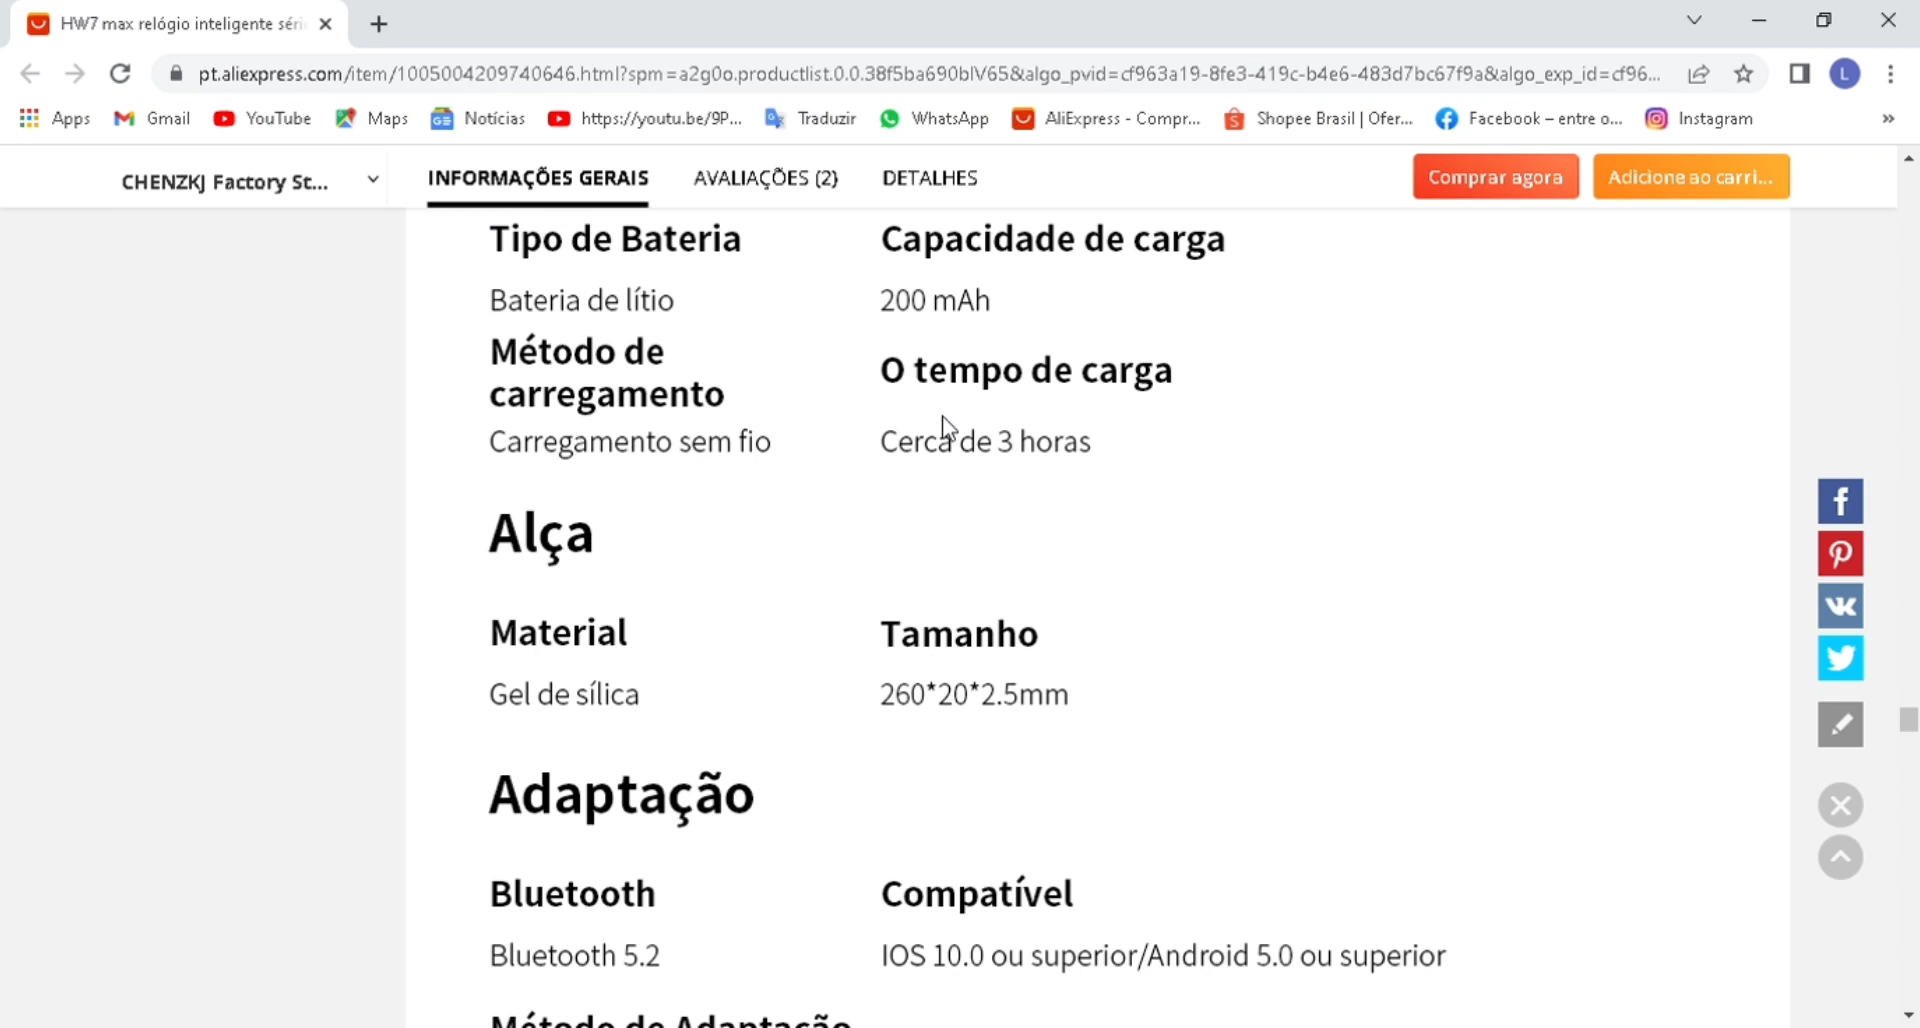 HW7 max relógio inteligente séri
pt.aliexpress.com/item/1005004209740646.html?spm=a2g0o.productlist.0.0.38f5ba690blV65&algo_pvid=cf963a19-8fe3-419c-b4e6-483d7bc67f9a&algo_exp_id=cf96...
L
Apps Gmail YouTube Maps Notícias https://youtu.be/9P... Traduzir WhatsApp AliExpress - Compr... Shopee Brasil | Ofer... Facebook – entre o... Instagram »
CHENZKJ Factory St... INFORMAÇÕES GERAIS AVALIAÇÕES (2) DETALHES Comprar agora Adicione ao carri...
Tipo de Bateria Capacidade de carga
Bateria de lítio 200 mAh
Método de
carregamento O tempo de carga
Carregamento sem fio Cerca de 3 horas
Alça
Material Tamanho
Gel de sílica 260*20*2.5mm
Adaptação
Bluetooth Compatível
Bluetooth 5.2 IOS 10.0 ou superior/Android 5.0 ou superior
Método de Adaptação